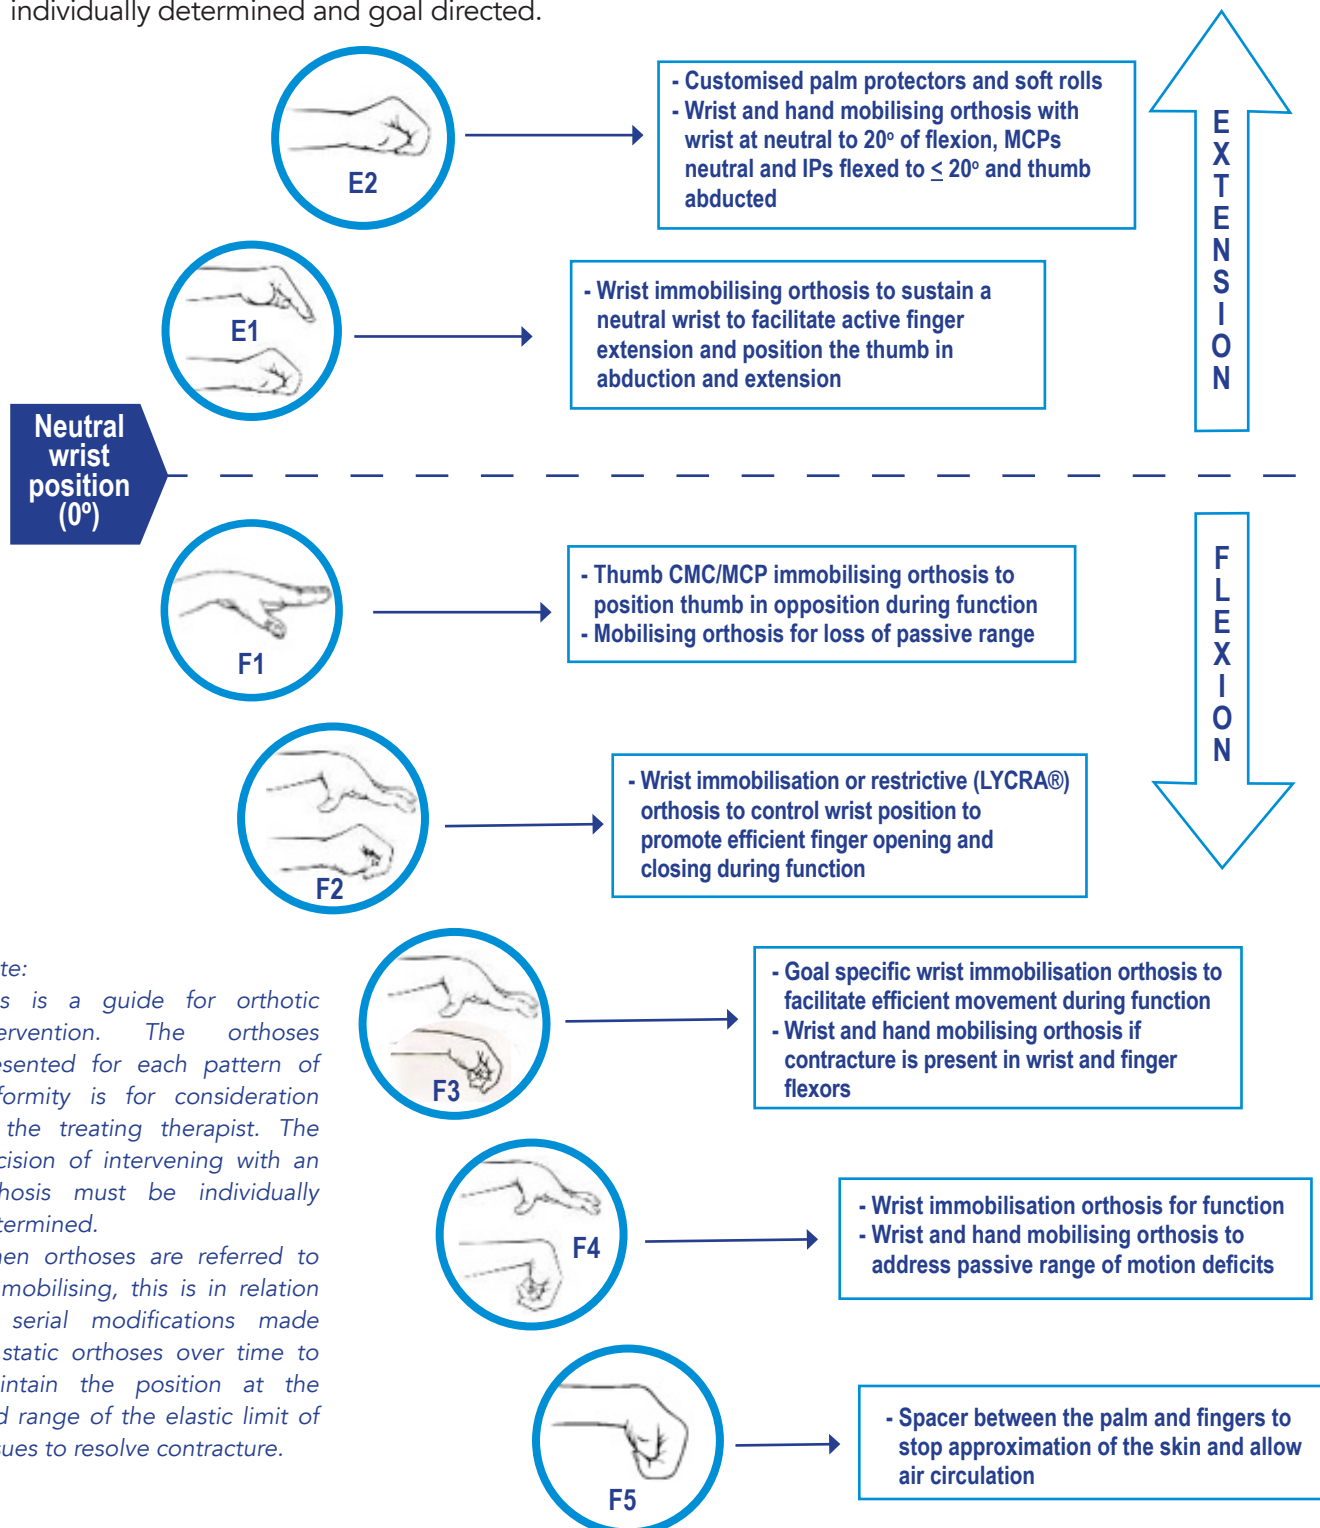 individually determined and goal directed.
- Customised palm protectors and soft rolls
- Wrist and hand mobilising orthosis with
wrist at neutral to 20º of flexion, MCPs
neutral and IPs flexed to ≤ 20º and thumb
abducted
E2
E
X
T
E
N
S
I
O
N
- Wrist immobilising orthosis to sustain a
neutral wrist to facilitate active finger
extension and position the thumb in
abduction and extension
E1
Neutral
wrist
position
(0º)
- Thumb CMC/MCP immobilising orthosis to
position thumb in opposition during function
- Mobilising orthosis for loss of passive range
F1
F
L
E
X
I
O
N
- Wrist immobilisation or restrictive (LYCRA®)
orthosis to control wrist position to
promote efficient finger opening and
closing during function
F2
- Goal specific wrist immobilisation orthosis to
facilitate efficient movement during function
- Wrist and hand mobilising orthosis if
contracture is present in wrist and finger
flexors
F3
- Wrist immobilisation orthosis for function
- Wrist and hand mobilising orthosis to
address passive range of motion deficits
F4
- Spacer between the palm and fingers to
stop approximation of the skin and allow
air circulation
F5
te:
s is a guide for orthotic
ervention. The orthoses
esented for each pattern of
formity is for consideration
the treating therapist. The
cision of intervening with an
hosis must be individually
termined.
hen orthoses are referred to
mobilising, this is in relation
serial modifications made
static orthoses over time to
intain the position at the
d range of the elastic limit of
sues to resolve contracture.